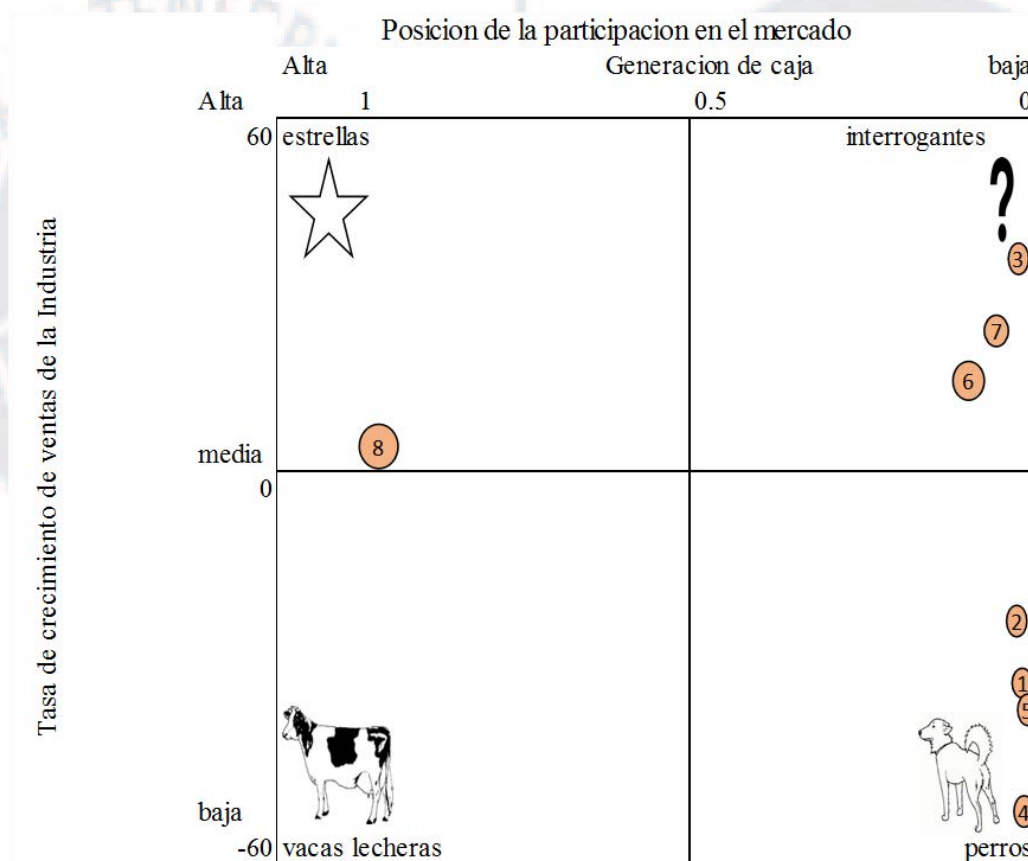 Posicion de la participacion en el mercado
Alta Generacion de caja baja
Alta 1 0.5 0
60 estrellas interrogantes
?
3
7
6
8
media
0
Tasa de crecimiento de ventas de la Industria
2
1
5
baja 4
-60 vacas lecheras perros